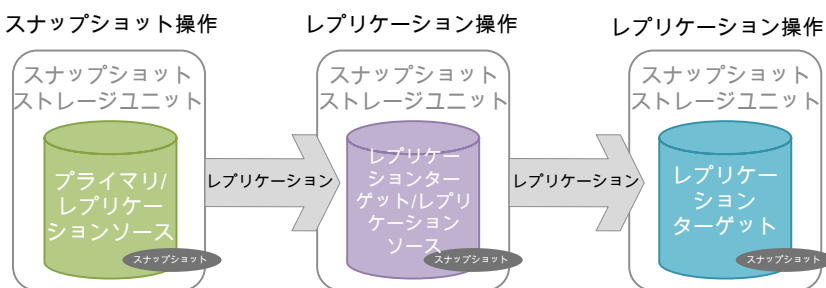 スナップショット操作
スナップショット
ストレージユニット
プライマリ/
レプリケー
ションソース
スナップショット
レプリケーション
レプリケーション操作
スナップショット
ストレージユニット
レプリケー
ションター
ゲット/レプリ
ケーション
ソース
スナップショット
レプリケーション
レプリケーション操作
スナップショット
ストレージユニット
レプリケー
ション
ターゲット
スナップショット